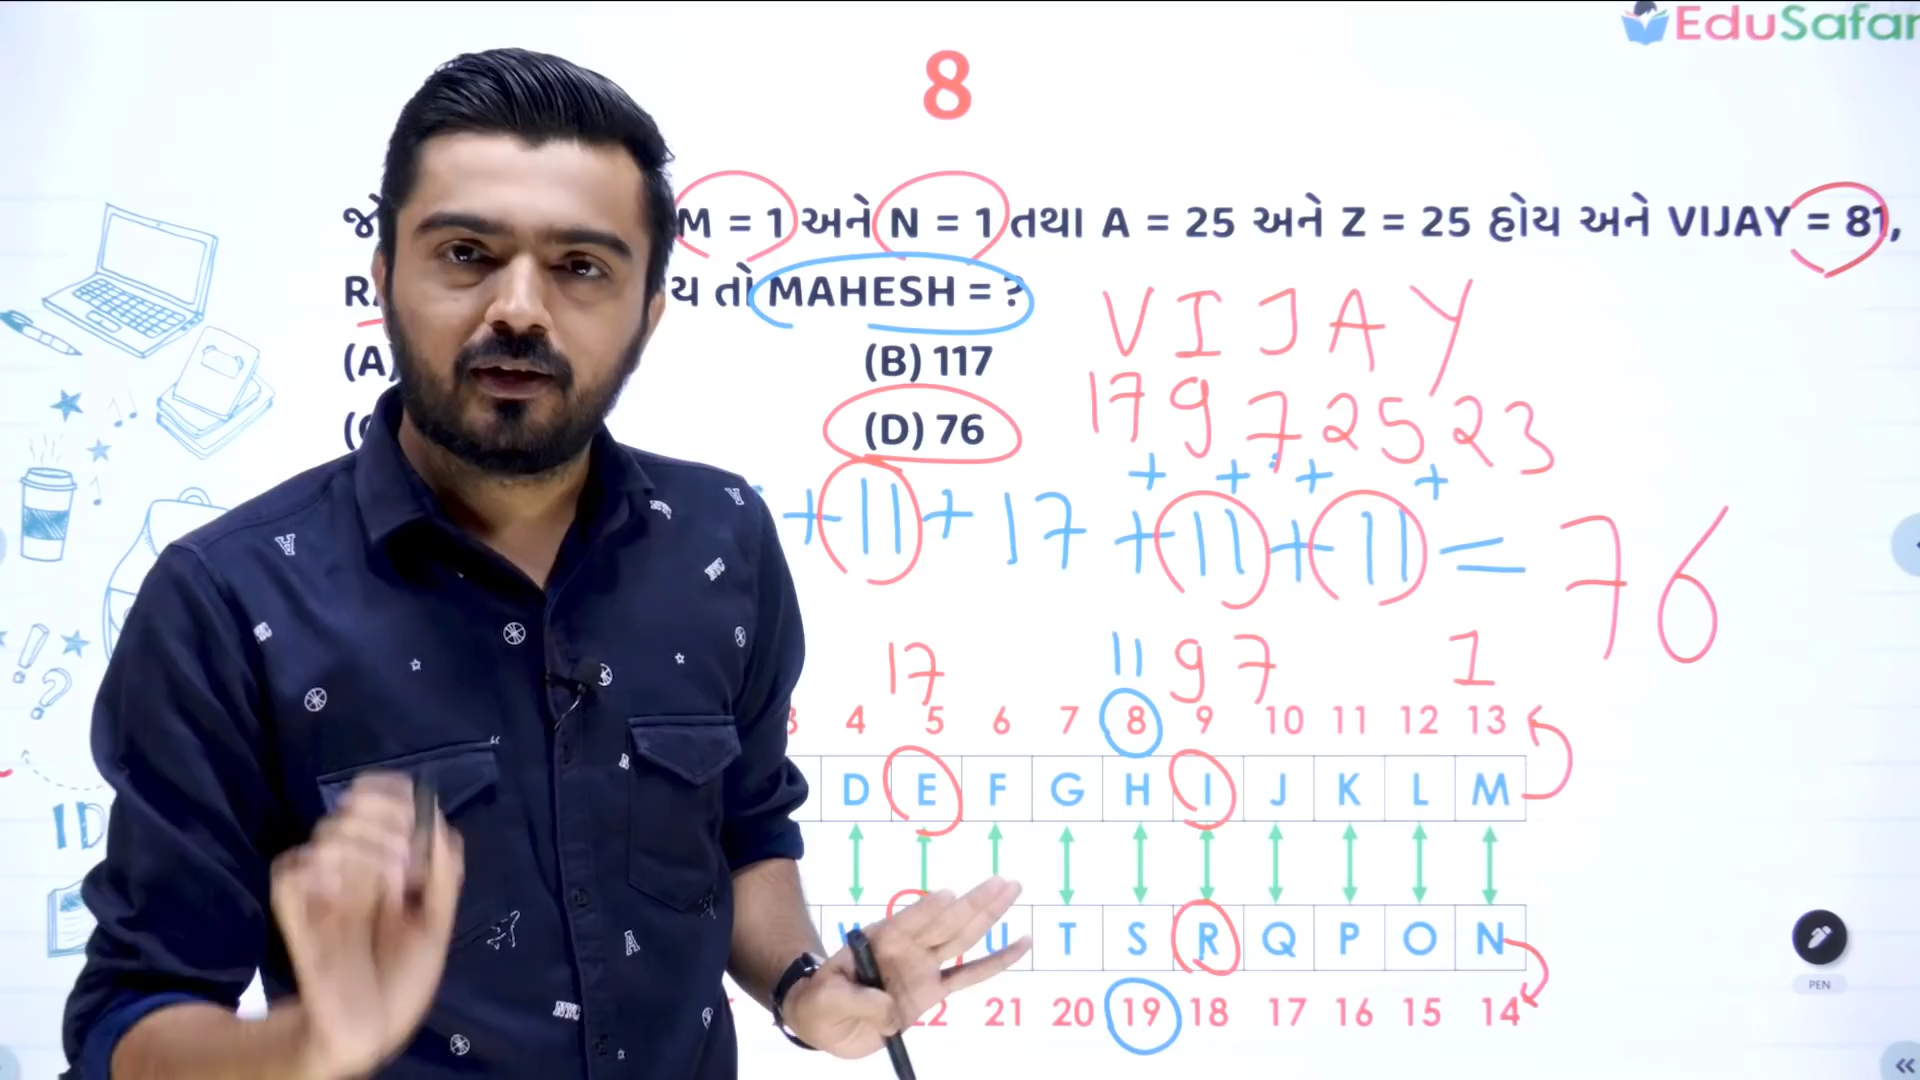 EduSafar
8
જો M = 1 અને N = 1 તથા A = 25 અને Z = 25 હોય અને VIJAY = 81,
ય તો MAHESH = ?
(B) 117
(D) 76
V I J A Y
17 9 7 25 23
+ + + +
+ 11 + 17 + 11 + 11 = 76
17 11 9 7 1
4 5 6 7 8 9 10 11 12 13
D E F G H I J K L M
U T S R Q P O N
21 20 19 18 17 16 15 14
ID
PEN